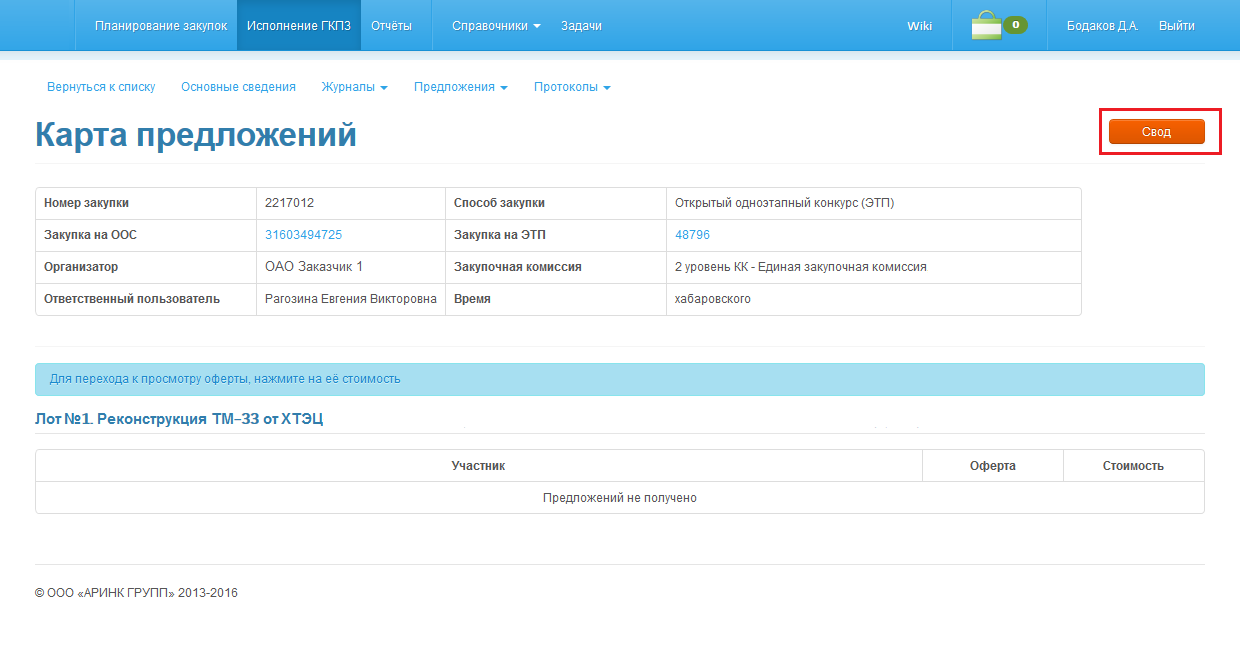 Планирование закупок Исполнение ГКПЗ Отчёты Справочники Задачи Wiki 0 Бодаков Д.А. Выйти
Вернуться к списку Основные сведения Журналы Предложения Протоколы
Карта предложений
Свод
Номер закупки 2217012 Способ закупки Открытый одноэтапный конкурс (ЭТП)
Закупка на ООС 31603494725 Закупка на ЭТП 48796
Организатор ОАО Заказчик 1 Закупочная комиссия 2 уровень КК - Единая закупочная комиссия
Ответственный пользователь Рагозина Евгения Викторовна Время хабаровского
Для перехода к просмотру оферты, нажмите на её стоимость
Лот №1. Реконструкция ТМ-33 от ХТЭЦ
Участник Оферта Стоимость
Предложений не получено
© ООО «АРИНК ГРУПП» 2013-2016